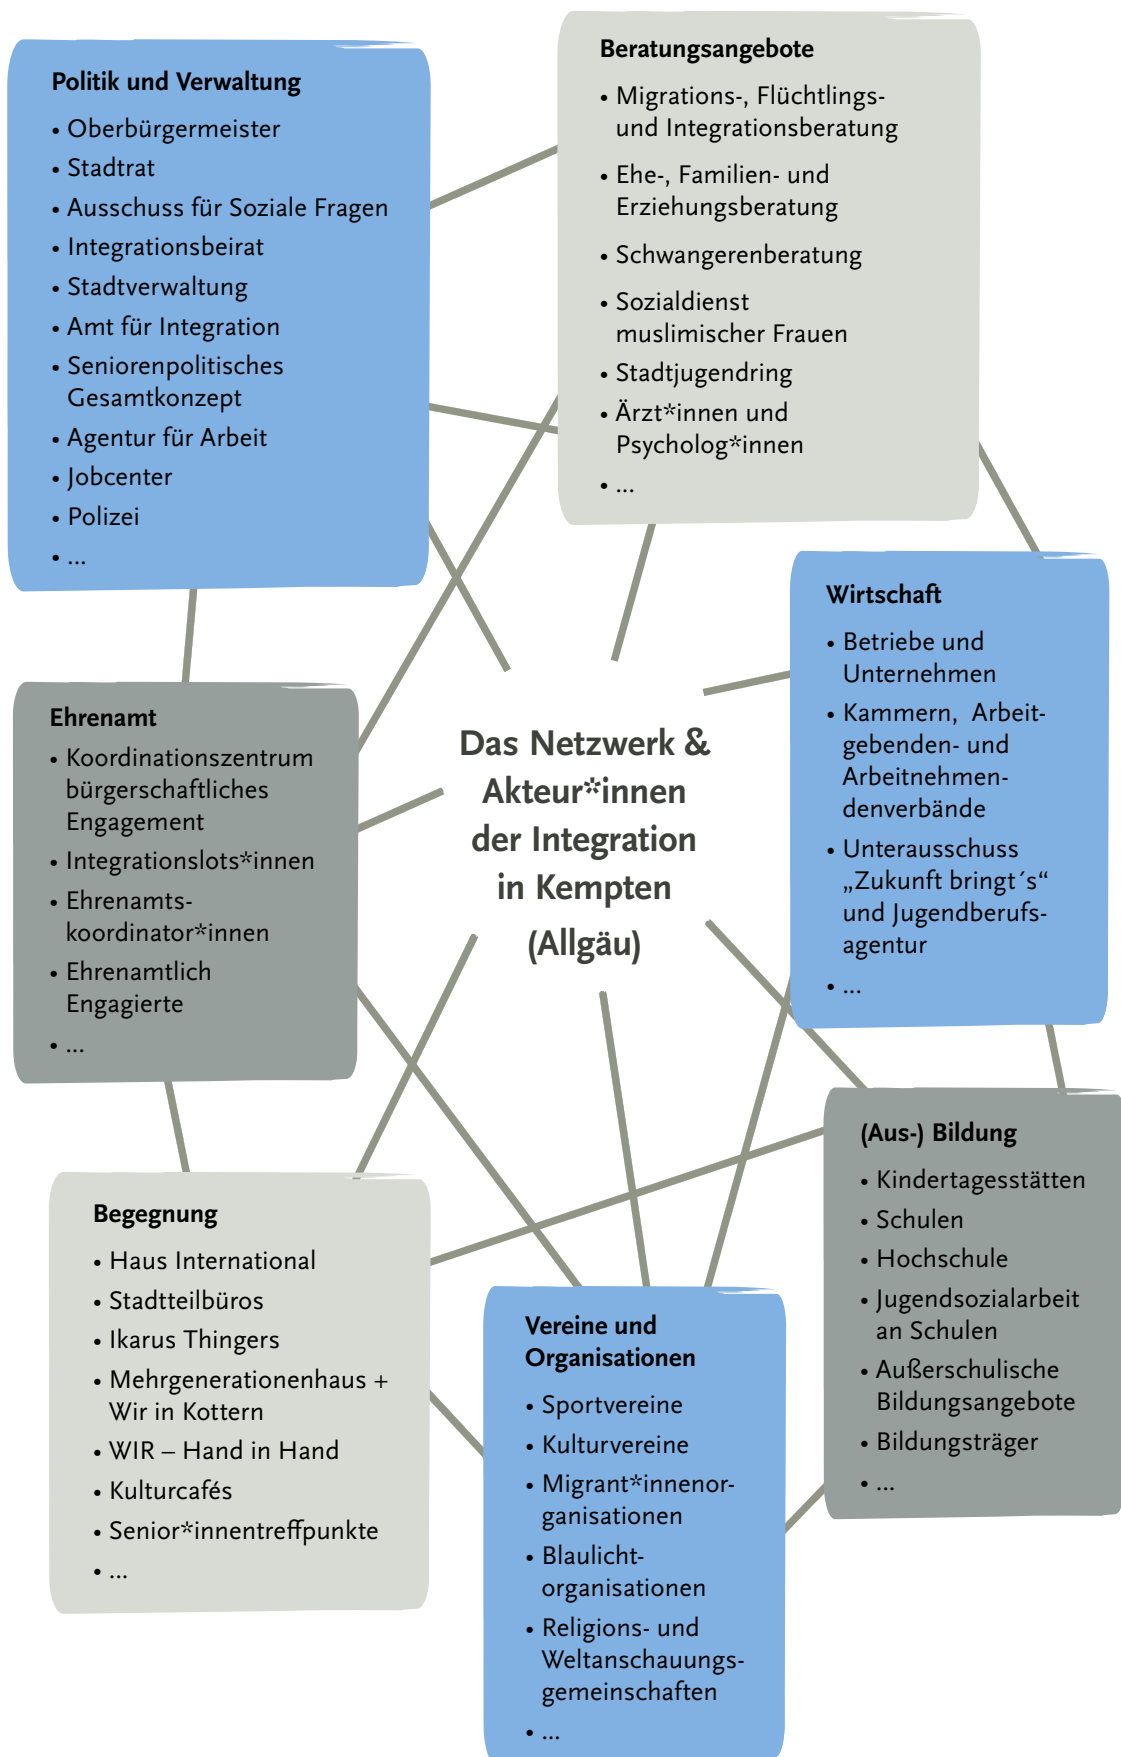 Politik und Verwaltung
• Oberbürgermeister
• Stadtrat
• Ausschuss für Soziale Fragen
• Integrationsbeirat
• Stadtverwaltung
• Amt für Integration
• Seniorenpolitisches
Gesamtkonzept
• Agentur für Arbeit
• Jobcenter
• Polizei
• ...
Beratungsangebote
• Migrations-, Flüchtlings-
und Integrationsberatung
• Ehe-, Familien- und
Erziehungsberatung
• Schwangerenberatung
• Sozialdienst
muslimischer Frauen
• Stadtjugendring
• Ärzt*innen und
Psycholog*innen
• ...
Wirtschaft
• Betriebe und
Unternehmen
• Kammern, Arbeit-
gebenden- und
Arbeitnehmen-
denverbände
• Unterausschuss
„Zukunft bringt´s“
und Jugendberufs-
agentur
• ...
Ehrenamt
• Koordinationszentrum
bürgerschaftliches
Engagement
• Integrationslots*innen
• Ehrenamts-
koordinator*innen
• Ehrenamtlich
Engagierte
• ...
Das Netzwerk &
Akteur*innen
der Integration
in Kempten
(Allgäu)
(Aus-) Bildung
• Kindertagesstätten
• Schulen
• Hochschule
• Jugendsozialarbeit
an Schulen
• Außerschulische
Bildungsangebote
• Bildungsträger
• ...
Begegnung
• Haus International
• Stadtteilbüros
• Ikarus Thingers
• Mehrgenerationenhaus +
Wir in Kottern
• WIR – Hand in Hand
• Kulturcafés
• Senior*innentreffpunkte
• ...
Vereine und
Organisationen
• Sportvereine
• Kulturvereine
• Migrant*innenor-
ganisationen
• Blaulicht-
organisationen
• Religions- und
Weltanschauungs-
gemeinschaften
• ...